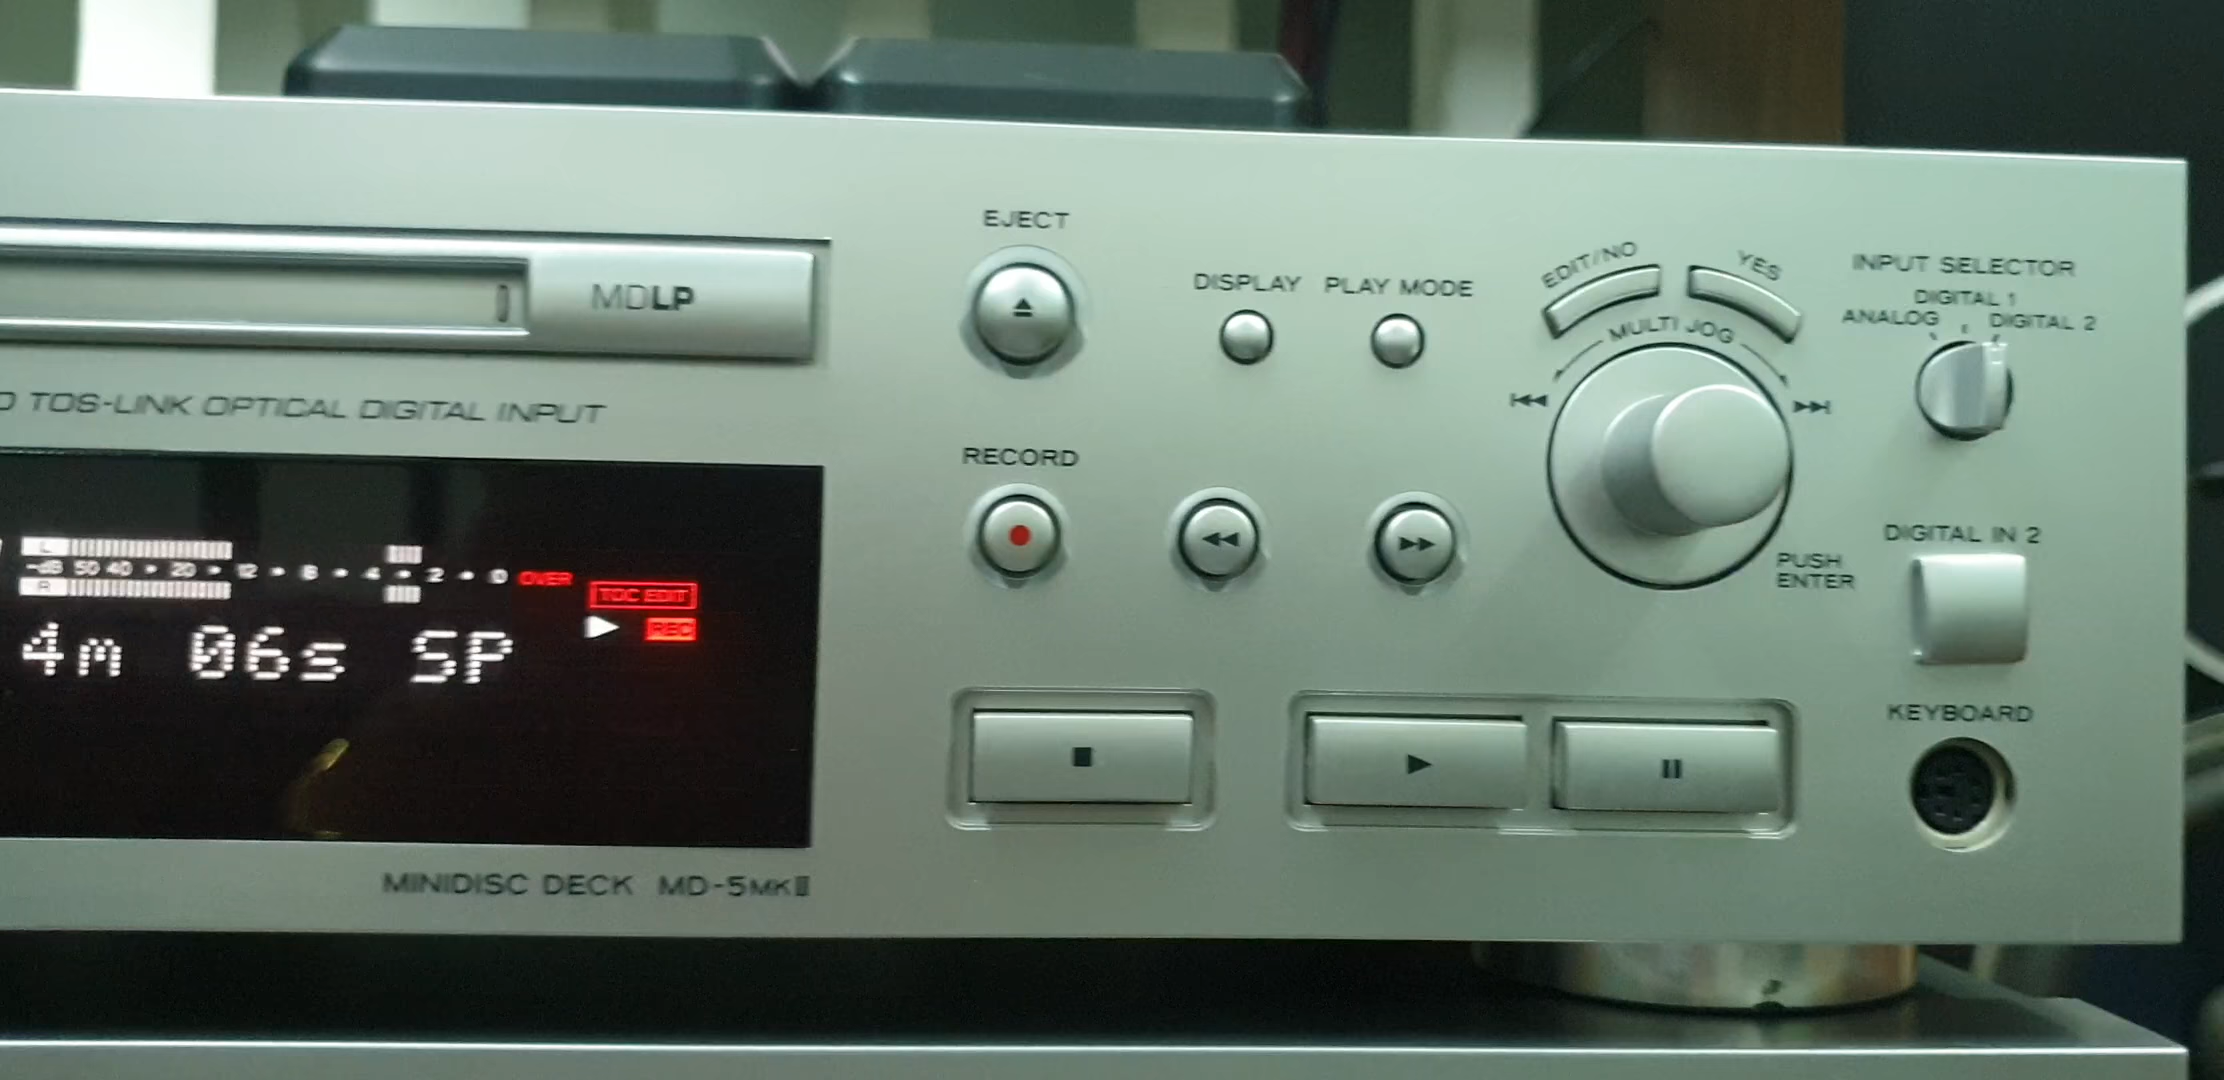 EJECT
MDLP
DISPLAY
PLAY MODE
EDIT/NO
YES
MULTI JOG
INPUT SELECTOR
DIGITAL 1
ANALOG
DIGITAL 2
TOS-LINK OPTICAL DIGITAL INPUT
RECORD
PUSH
ENTER
DIGITAL IN 2
L
-dB 50 40 • 20 • 12 • 8 • 4 • 2 • 0 OVER
R
TOC EDIT
REC
4m 06s SP
KEYBOARD
MINIDISC DECK MD-5MKII